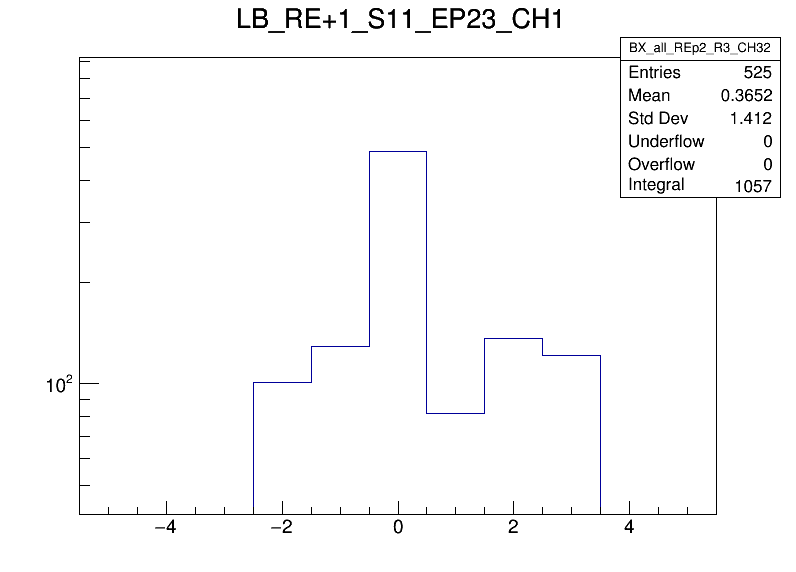 LB_RE+1_S11_EP23_CH1
BX_all_REp2_R3_CH32
Entries 525
Mean 0.3652
Std Dev 1.412
Underflow 0
Overflow 0
Integral 1057
10²
−4 −2 0 2 4